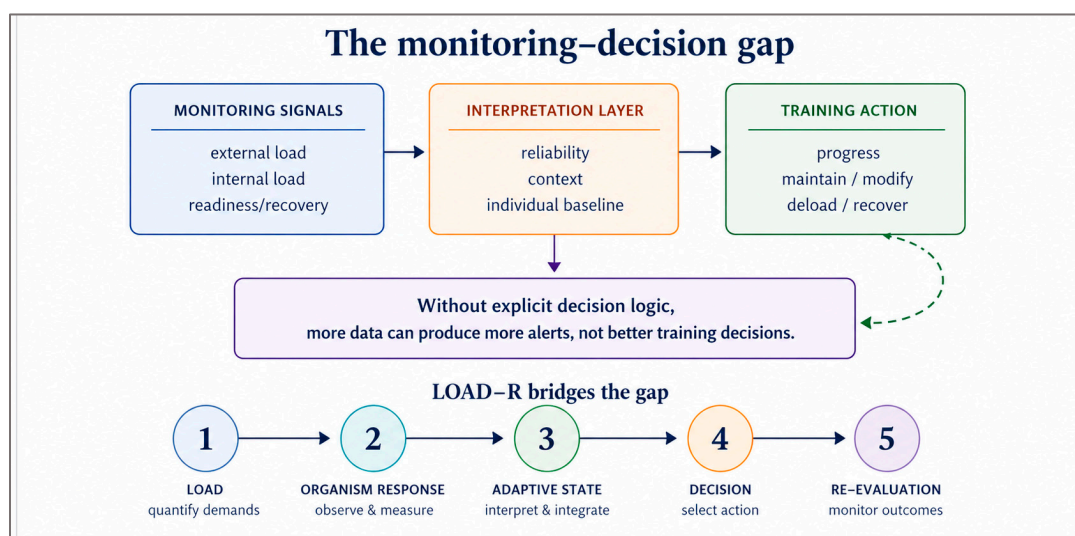 The monitoring–decision gap
MONITORING SIGNALS
external load
internal load
readiness/recovery
INTERPRETATION LAYER
reliability
context
individual baseline
TRAINING ACTION
progress
maintain / modify
deload / recover
Without explicit decision logic,
more data can produce more alerts, not better training decisions.
LOAD–R bridges the gap
1
LOAD
quantify demands
2
ORGANISM RESPONSE
observe & measure
3
ADAPTIVE STATE
interpret & integrate
4
DECISION
select action
5
RE–EVALUATION
monitor outcomes